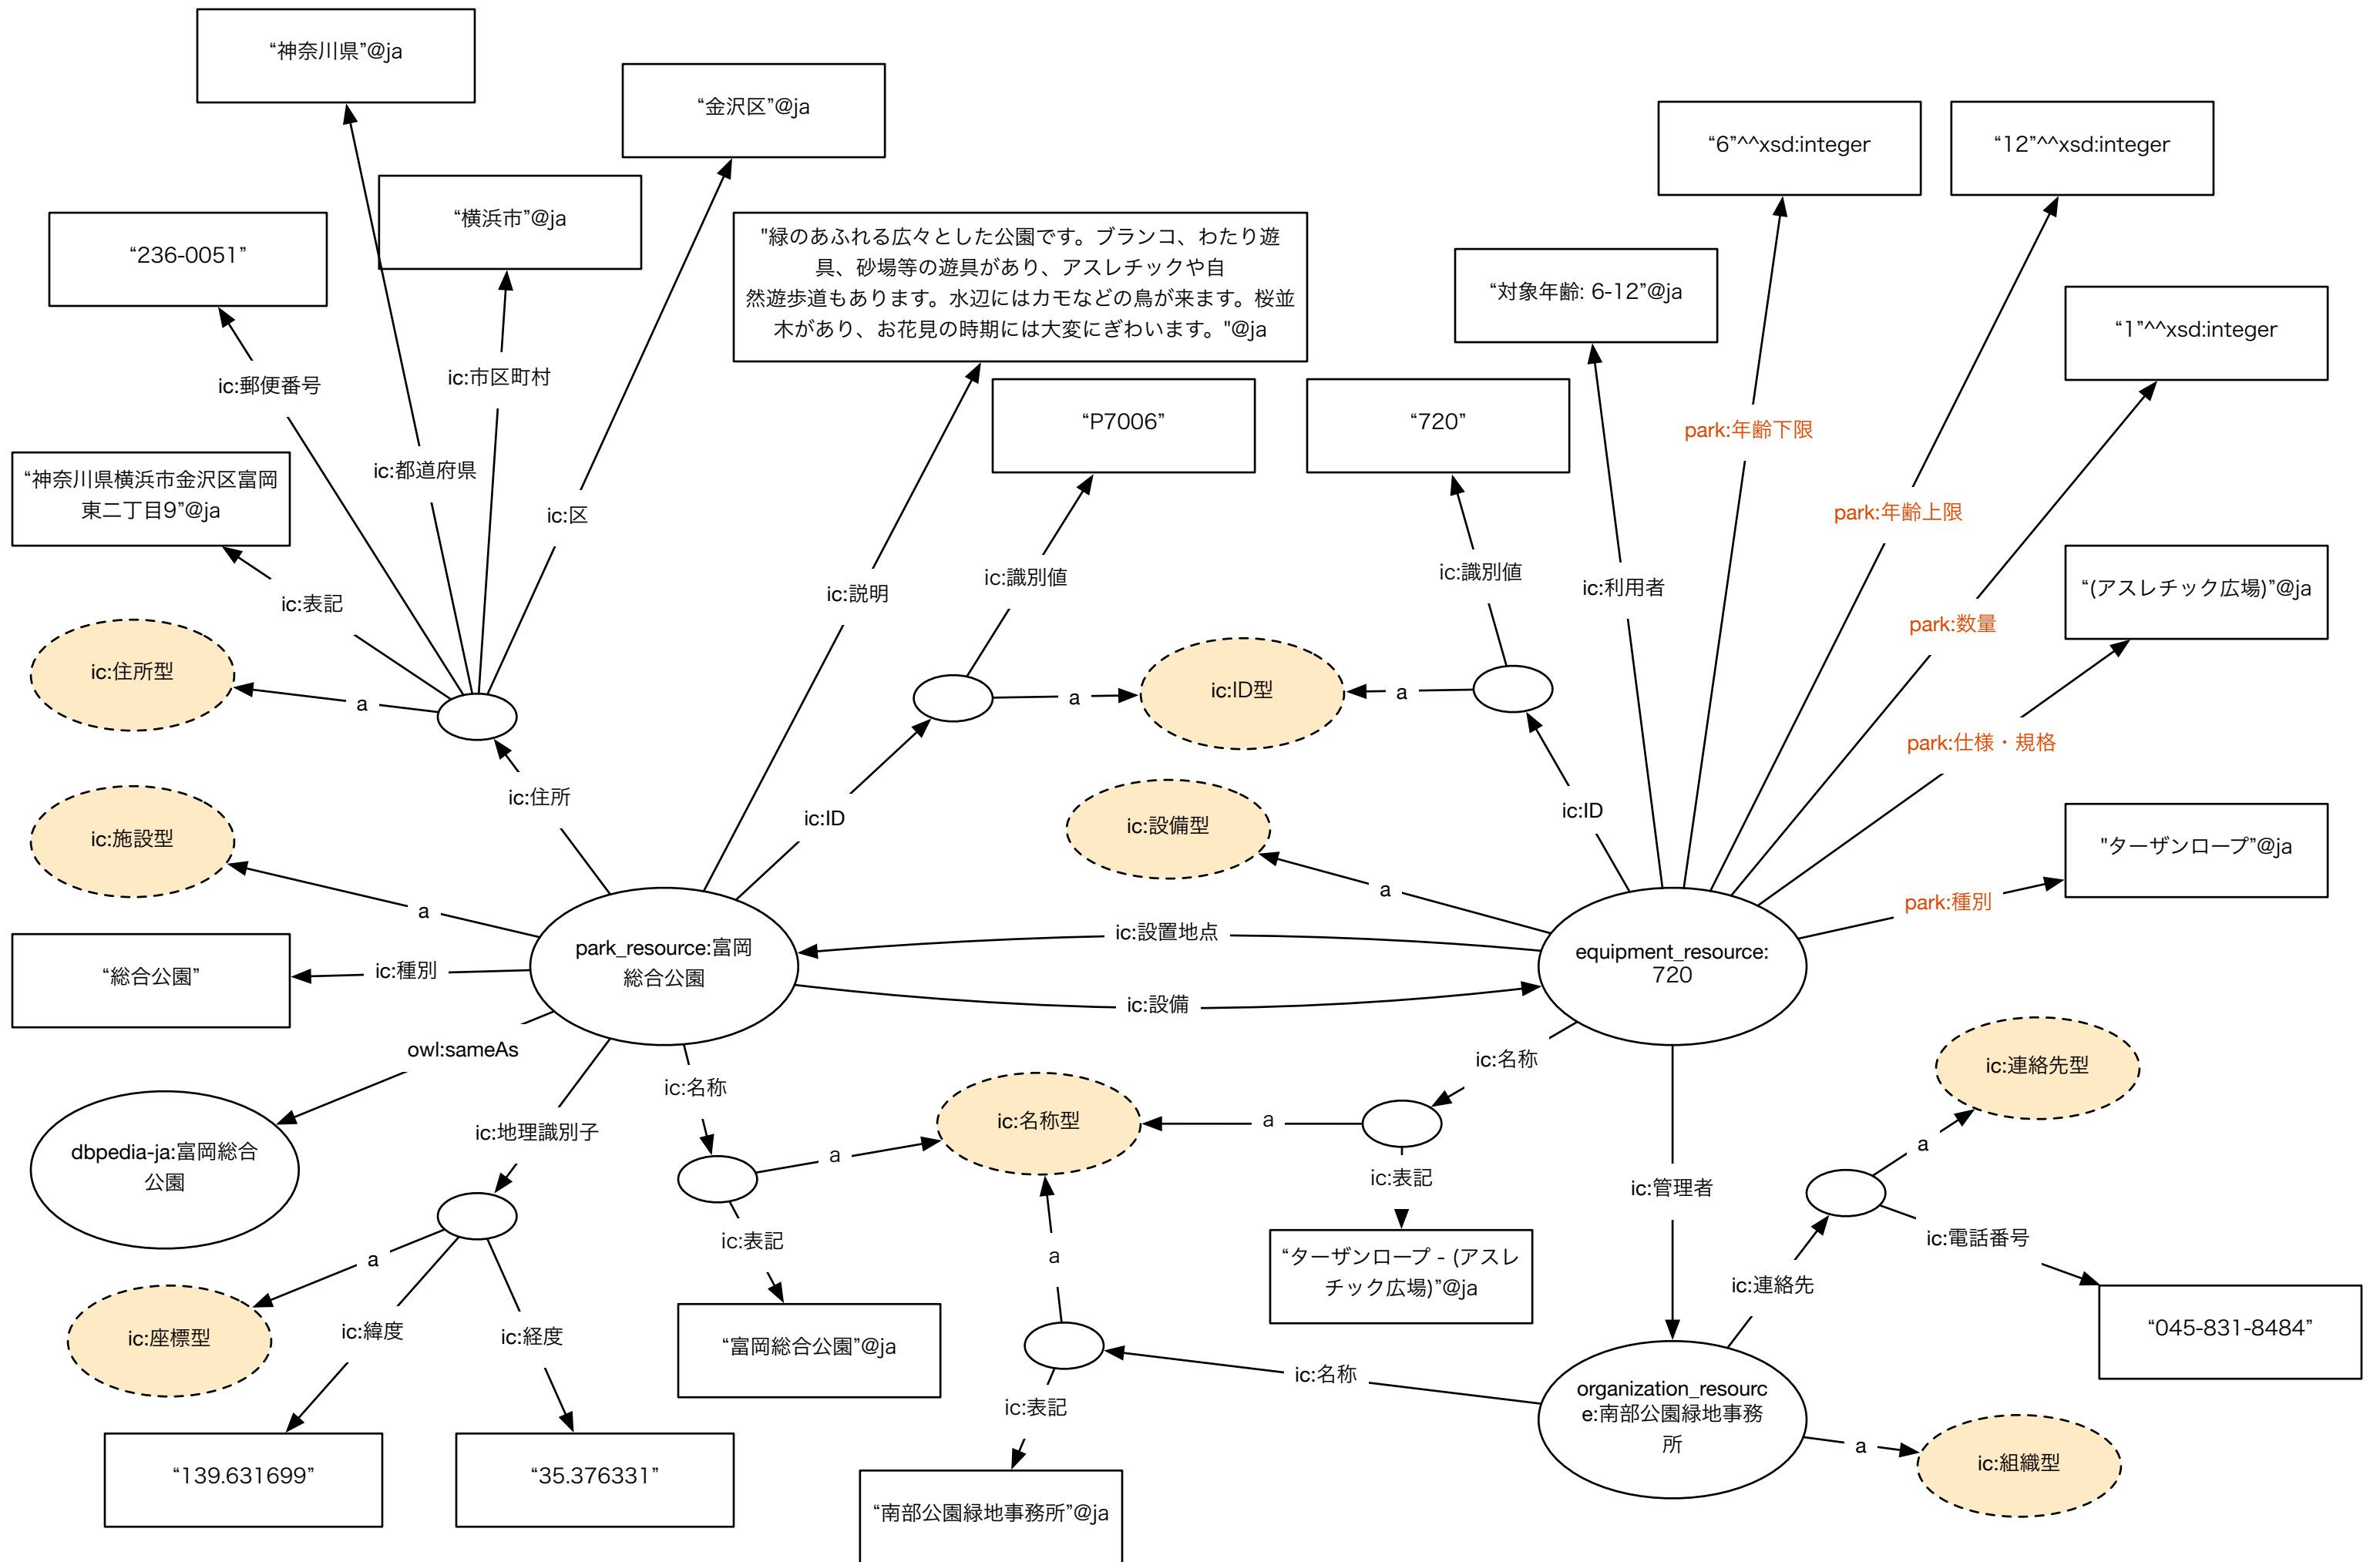 “神奈川県”@ja
“金沢区”@ja
“6”^^xsd:integer
“12”^^xsd:integer
“横浜市”@ja
“236-0051”
"緑のあふれる広々とした公園です。ブランコ、わたり遊
具、砂場等の遊具があり、アスレチックや自
然遊歩道もあります。水辺にはカモなどの鳥が来ます。桜並
木があり、お花見の時期には大変にぎわいます。"@ja
“対象年齢: 6-12”@ja
“1”^^xsd:integer
ic:郵便番号
ic:市区町村
“P7006”
“720”
park:年齢下限
ic:都道府県
“神奈川県横浜市金沢区富岡
東二丁目9”@ja
ic:区
park:年齢上限
ic:表記
ic:説明
ic:識別値
ic:識別値
ic:利用者
“(アスレチック広場)”@ja
park:数量
ic:住所型
a
a
ic:ID型
a
park:仕様・規格
ic:住所
ic:ID
ic:ID
ic:施設型
ic:設備型
"ターザンロープ”@ja
a
a
park:種別
“総合公園”
ic:種別
park_resource:富岡
総合公園
ic:設置地点
ic:設備
equipment_resource:
720
owl:sameAs
ic:名称
ic:名称
ic:連絡先型
dbpedia-ja:富岡総合
公園
ic:地理識別子
a
ic:名称型
a
ic:表記
ic:管理者
a
ic:電話番号
ic:表記
a
a
“ターザンロープ - (アスレ
チック広場)”@ja
ic:連絡先
ic:座標型
ic:緯度
ic:経度
“富岡総合公園”@ja
“045-831-8484”
ic:名称
ic:表記
organization_resourc
e:南部公園緑地事務
所
a
ic:組織型
“139.631699”
“35.376331”
“南部公園緑地事務所”@ja